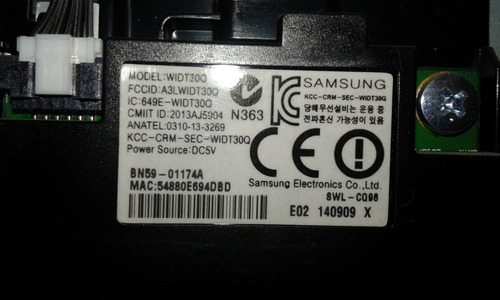 MODEL:WIDT30Q
FCCID:A3LWIDT30Q
IC:649E-WIDT30Q
CMIIT ID:2013AJ5904
ANATEL:0310-13-3269
KCC-CRM-SEC-WIDT30Q
Power Source:DC5V
N363
SAMSUNG
KCC-CRM-SEC-WIDT30Q
당해무선설비는 운용 중
전파혼신 가능성이 있음
CE
BN59-01174A
MAC:54880E694DBD
Samsung Electronics Co.,Ltd.
SWL-CQ96
E02 140909 X